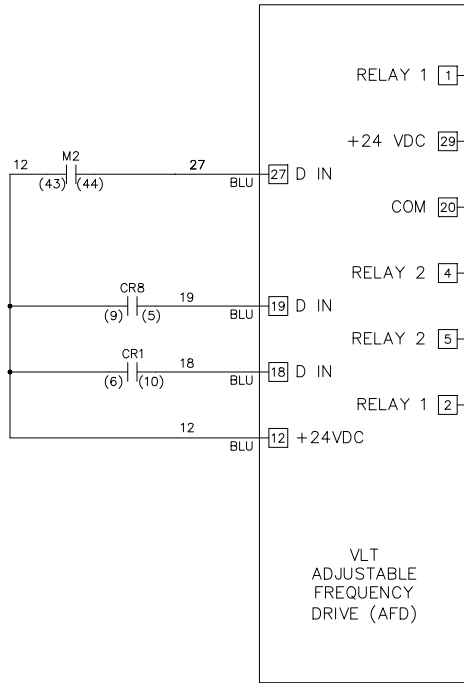 RELAY 1 1
+24 VDC 29
12 M2 27
(43) (44) BLU 27 D IN
COM 20
RELAY 2 4
CR8 19
(9) (5) BLU 19 D IN
RELAY 2 5
CR1 18
(6) (10) BLU 18 D IN
RELAY 1 2
12
BLU 12 +24VDC
VLT
ADJUSTABLE
FREQUENCY
DRIVE (AFD)